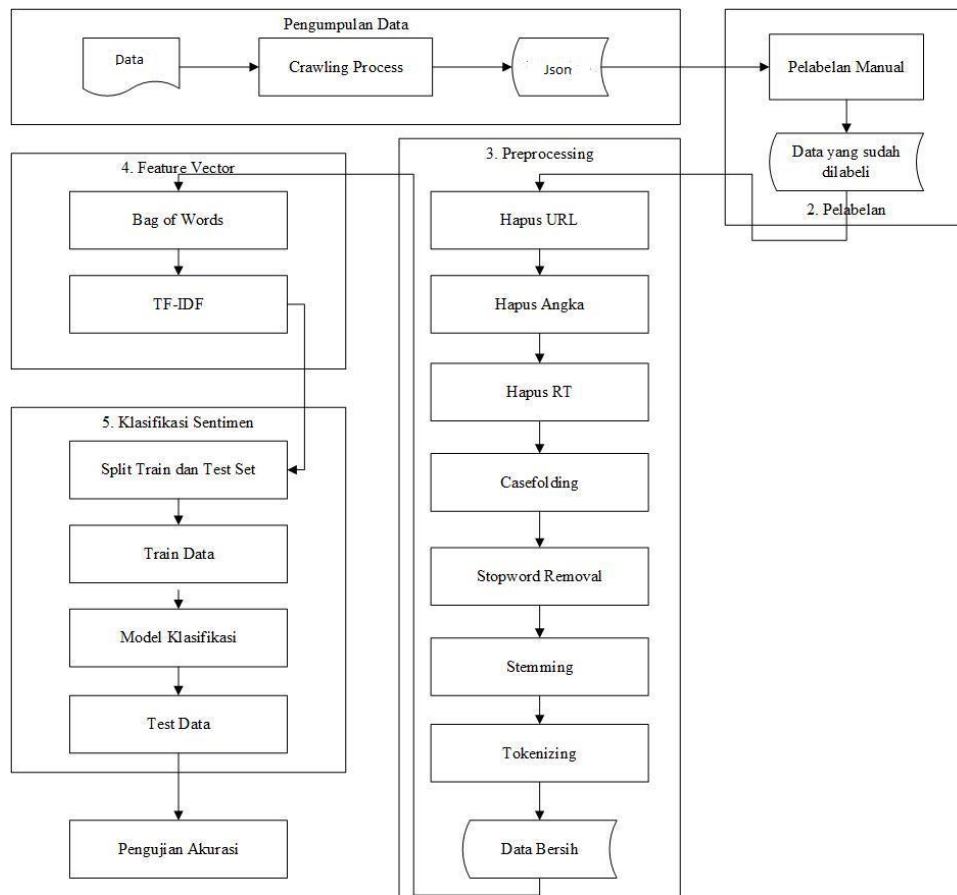 Pengumpulan Data
Data
Crawling Process
Json
Pelabelan Manual
Data yang sudah
dilabeli
2. Pelabelan
3. Preprocessing
Hapus URL
Hapus Angka
Hapus RT
Casefolding
Stopword Removal
Stemming
Tokenizing
Data Bersih
4. Feature Vector
Bag of Words
TF-IDF
5. Klasifikasi Sentimen
Split Train dan Test Set
Train Data
Model Klasifikasi
Test Data
Pengujian Akurasi